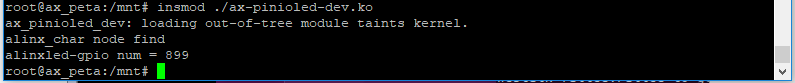 root@ax_peta:/mnt# insmod ./ax-pinioled-dev.ko
ax_pinioled_dev: loading out-of-tree module taints kernel.
alinx_char node find
alinxled-gpio num = 899
root@ax_peta:/mnt#